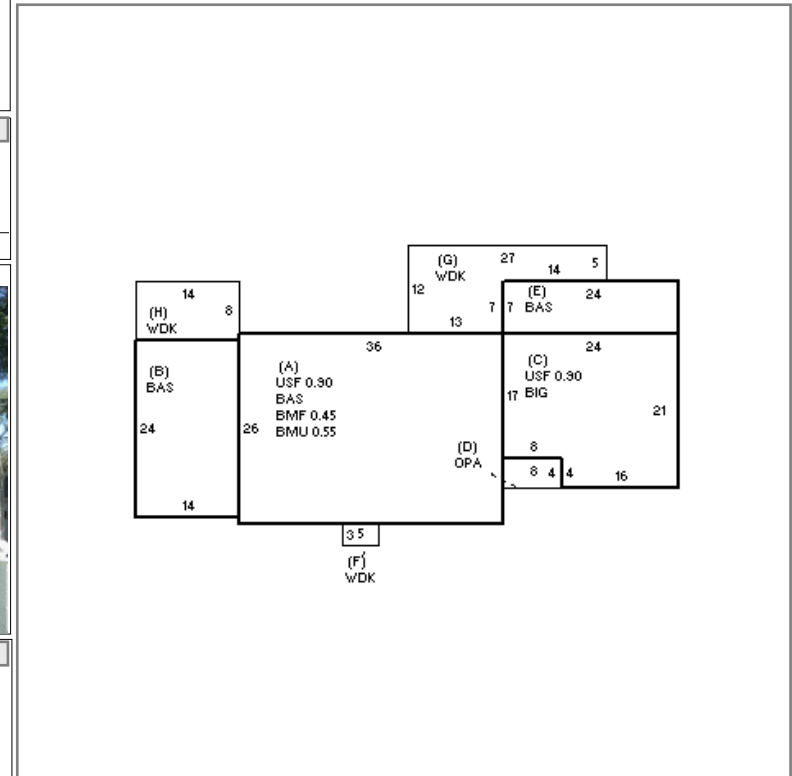 (G)
WDK
27
14
5
12
7
13
14
8
(H)
WDK
7
(E)
BAS
24
36
(A)
USF 0.90
BAS
BMF 0.45
BMU 0.55
26
(B)
BAS
24
14
24
(C)
USF 0.90
BIG
17
21
(D)
OPA
8
8
4
4
16
3
5
(F)
WDK